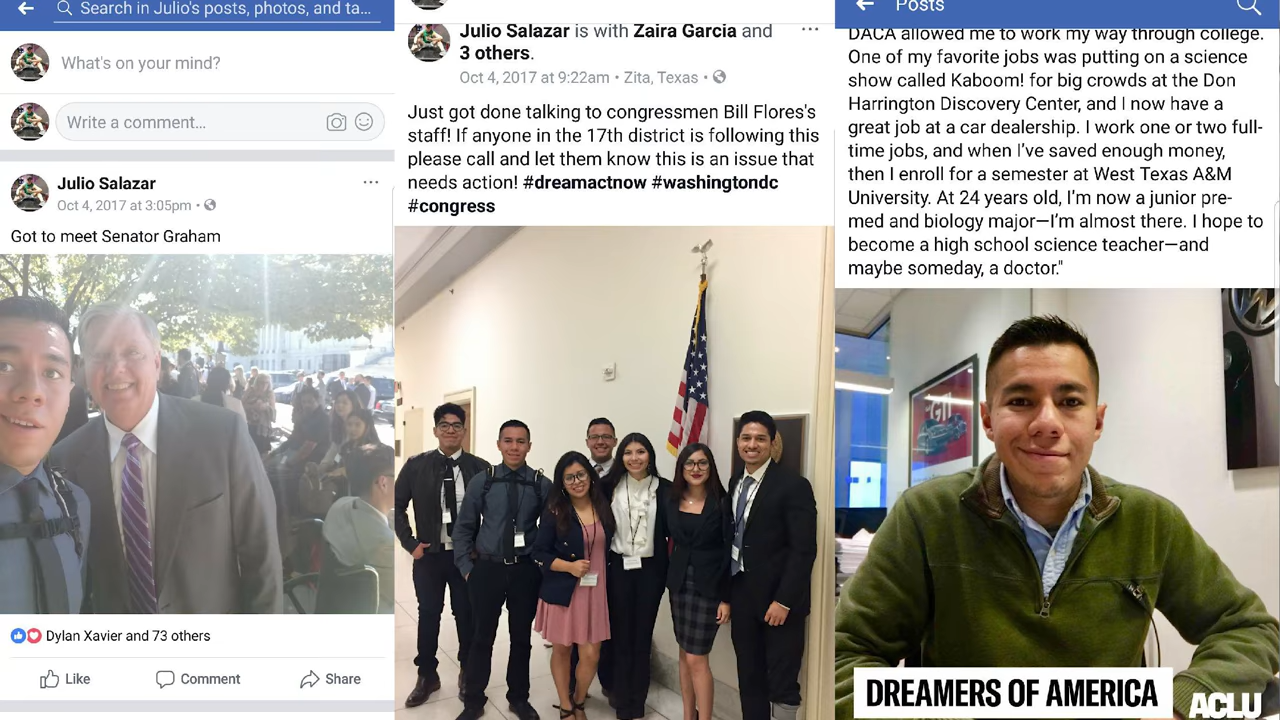 Search in Julio's posts, photos, and ta...
What's on your mind?
Write a comment...
Julio Salazar
Oct 4, 2017 at 3:05pm
Got to meet Senator Graham
Dylan Xavier and 73 others
Like
Comment
Share
Julio Salazar is with Zaira Garcia and
3 others.
Oct 4, 2017 at 9:22am • Zita, Texas •
Just got done talking to congressmen Bill Flores's
staff! If anyone in the 17th district is following this
please call and let them know this is an issue that
needs action! #dreamactnow #washingtondc
#congress
Posts
DACA allowed me to work my way through college.
One of my favorite jobs was putting on a science
show called Kaboom! for big crowds at the Don
Harrington Discovery Center, and I now have a
great job at a car dealership. I work one or two full-
time jobs, and when I've saved enough money,
then I enroll for a semester at West Texas A&M
University. At 24 years old, I'm now a junior pre-
med and biology major—I'm almost there. I hope to
become a high school science teacher—and
maybe someday, a doctor."
GTI
DREAMERS OF AMERICA
ACLU